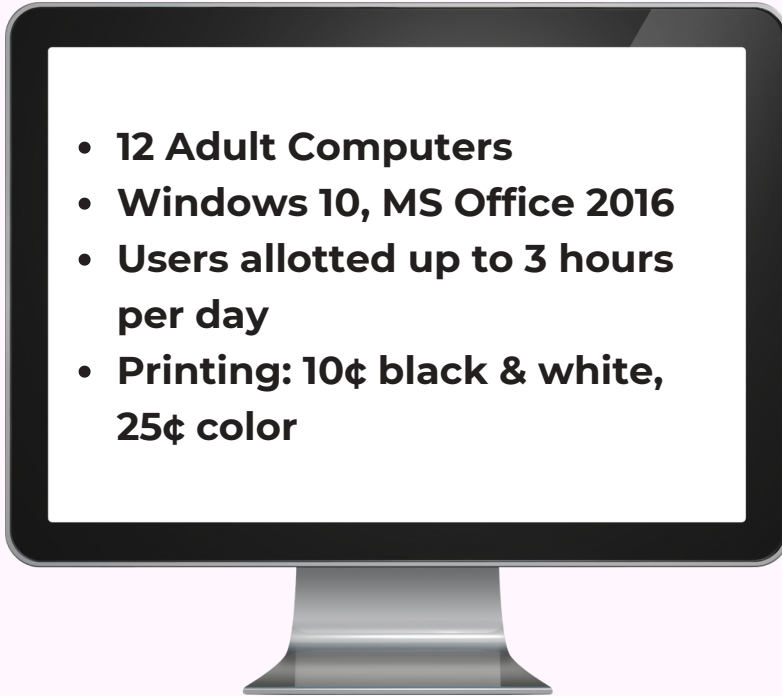 • 12 Adult Computers
• Windows 10, MS Office 2016
• Users allotted up to 3 hours
per day
• Printing: 10¢ black & white,
25¢ color